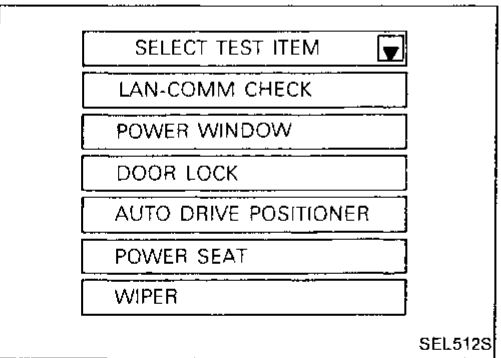 SELECT TEST ITEM
LAN-COMM CHECK
POWER WINDOW
DOOR LOCK
AUTO DRIVE POSITIONER
POWER SEAT
WIPER
SEL512S